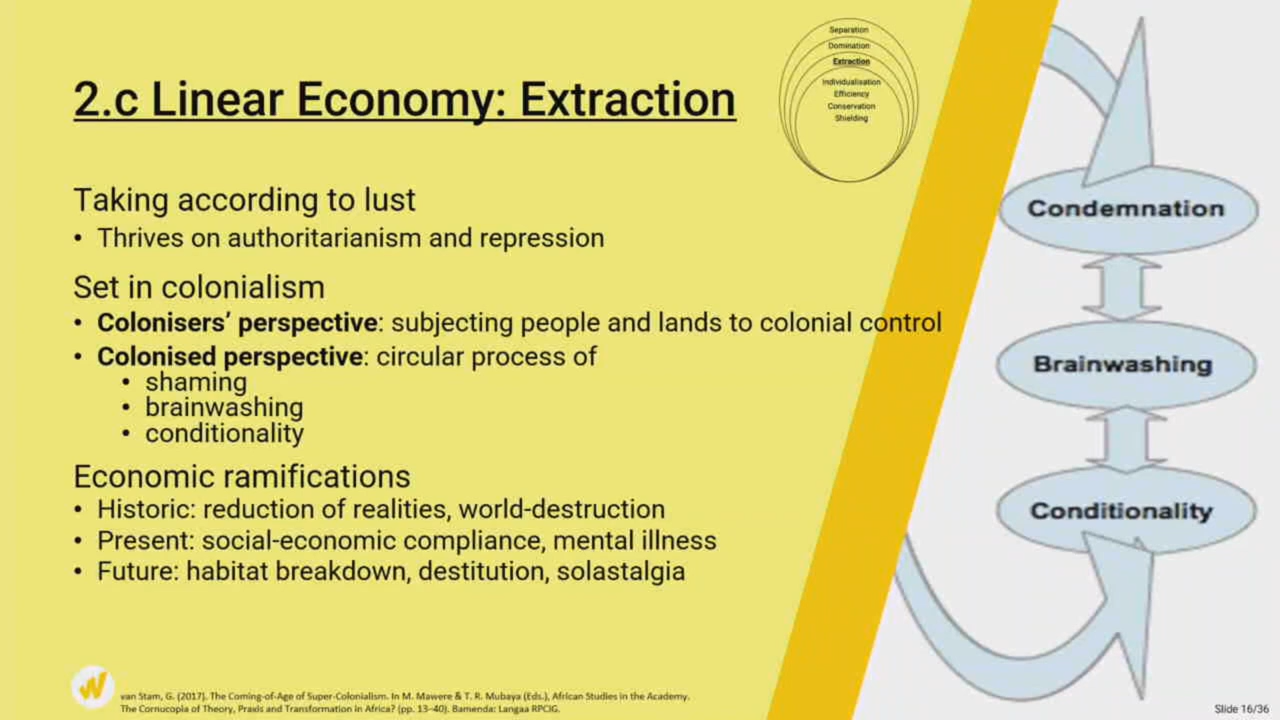 2.c Linear Economy: Extraction
Separation
Domination
Extraction
Individualisation
Efficiency
Conservation
Shielding
Taking according to lust
• Thrives on authoritarianism and repression
Set in colonialism
• Colonisers' perspective: subjecting people and lands to colonial control
• Colonised perspective: circular process of
• shaming
• brainwashing
• conditionality
Economic ramifications
• Historic: reduction of realities, world-destruction
• Present: social-economic compliance, mental illness
• Future: habitat breakdown, destitution, solastalgia
Condemnation
Brainwashing
Conditionality
van Stam, G. (2017). The Coming-of-Age of Super-Colonialism. In M. Mawere & T. R. Mubaya (Eds.), African Studies in the Academy.
The Cornucopia of Theory, Praxis and Transformation in Africa? (pp. 13–40). Bamenda: Langaa RPCIG.
Slide 16/36